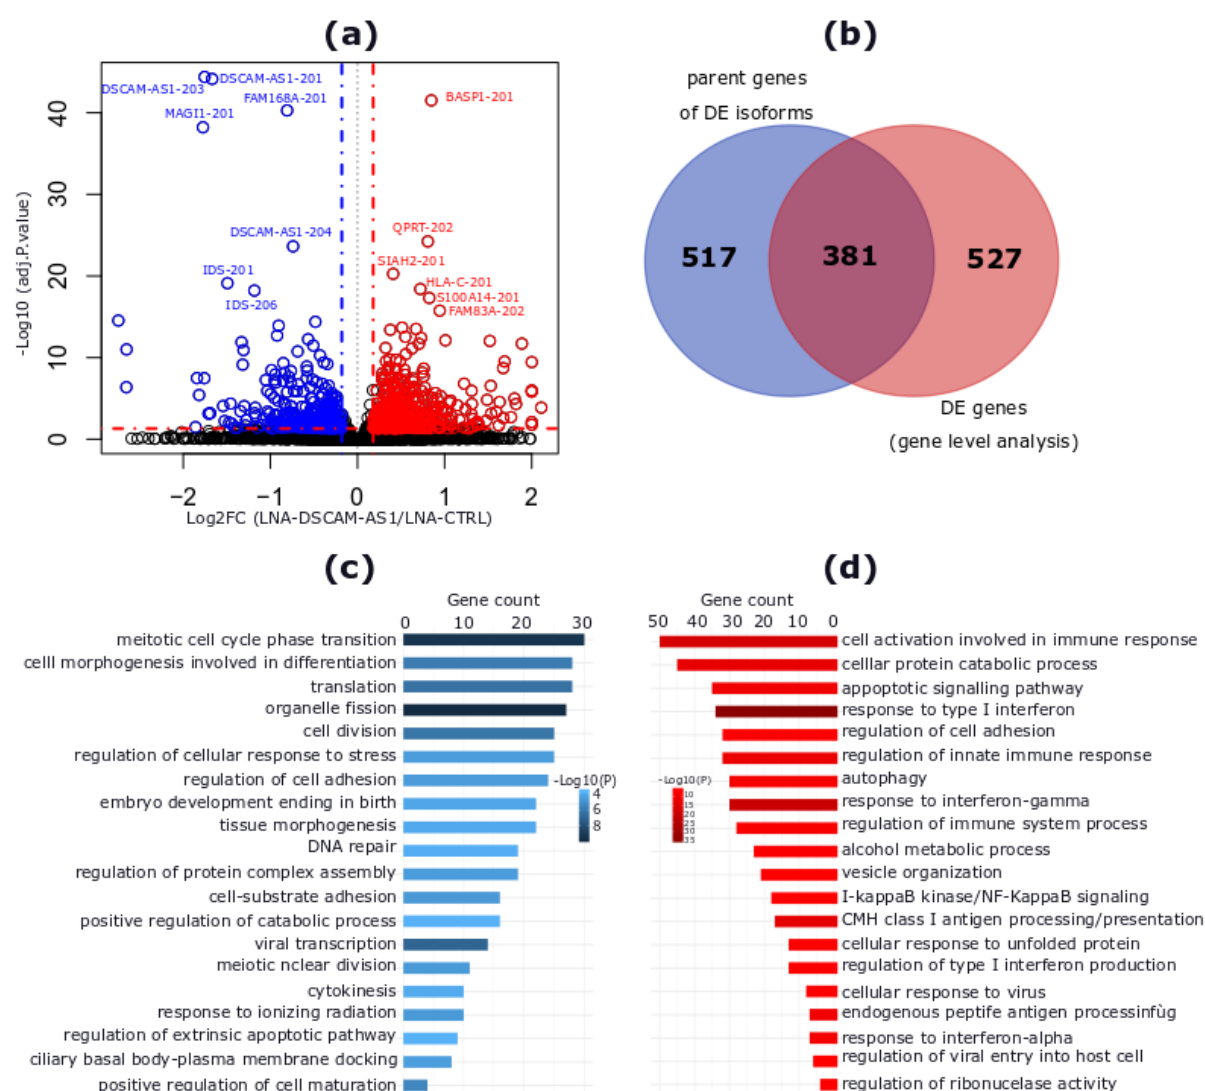 (a)
DSCAM-AS1-203
DSCAM-AS1-201
FAM168A-201
MAGI1-201
BASP1-201
DSCAM-AS1-204
QPRT-202
SIAH2-201
IDS-201
HLA-C-201
S100A14-201
IDS-206
FAM83A-202
-Log10 (adj.P.value)
40
30
20
10
0
−2
−1
0
1
2
Log2FC (LNA-DSCAM-AS1/LNA-CTRL)
(b)
parent genes
of DE isoforms
517
381
527
DE genes
(gene level analysis)
(c)
Gene count
0 10 20 30
meitotic cell cycle phase transition
celll morphogenesis involved in differentiation
translation
organelle fission
cell division
regulation of cellular response to stress
regulation of cell adhesion
embryo development ending in birth
tissue morphogenesis
DNA repair
regulation of protein complex assembly
cell-substrate adhesion
positive regulation of catabolic process
viral transcription
meiotic nclear division
cytokinesis
response to ionizing radiation
regulation of extrinsic apoptotic pathway
ciliary basal body-plasma membrane docking
positive regulation of cell maturation
-Log10(P)
4
6
8
(d)
Gene count
50 40 30 20 10 0
cell activation involved in immune response
celllar protein catabolic process
appoptotic signalling pathway
response to type I interferon
regulation of cell adhesion
regulation of innate immune response
autophagy
response to interferon-gamma
regulation of immune system process
alcohol metabolic process
vesicle organization
I-kappaB kinase/NF-KappaB signaling
CMH class I antigen processing/presentation
cellular response to unfolded protein
regulation of type I interferon production
cellular response to virus
endogenous peptife antigen processinfùg
response to interferon-alpha
regulation of viral entry into host cell
regulation of ribonucelase activity
-Log10(P)
10
15
20
25
30
35